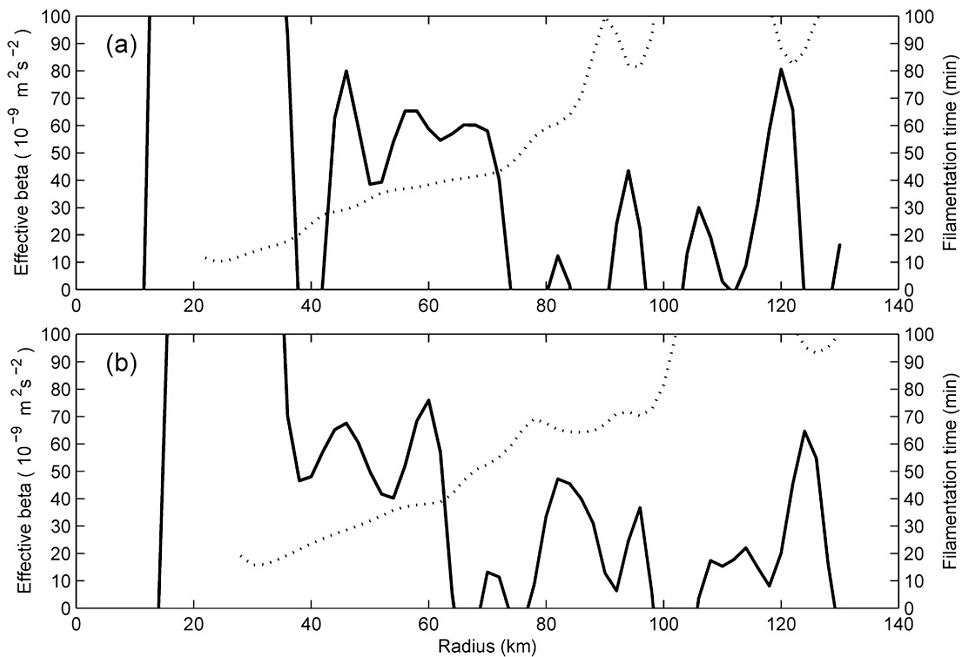 100 100
90 90
(a)
80 80
70 70
60 60
50 50
40 40
30 30
20 20
10 10
0 0
0 20 40 60 80 100 120 140
Effective beta ( 10⁻⁹ m²s⁻²)
Filamentation time (min)
100 100
90 90
(b)
80 80
70 70
60 60
50 50
40 40
30 30
20 20
10 10
0 0
0 20 40 60 80 100 120 140
Effective beta ( 10⁻⁹ m²s⁻²)
Filamentation time (min)
Radius (km)